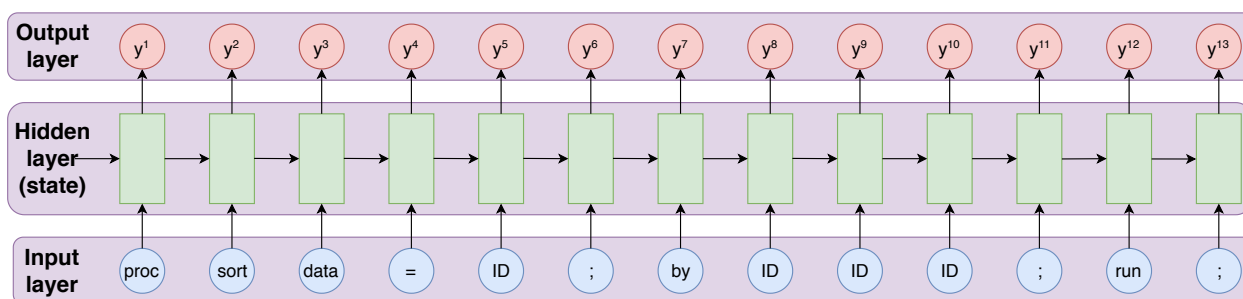 Output layer
y¹ y² y³ y⁴ y⁵ y⁶ y⁷ y⁸ y⁹ y¹⁰ y¹¹ y¹² y¹³
Hidden layer (state)
Input layer
proc sort data = ID ; by ID ID ID ; run ;